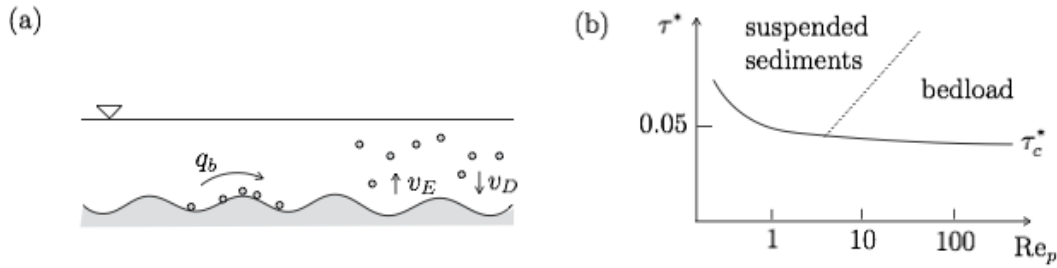 (a)
q_b
v_E
v_D
(b)
τ*
suspended
sediments
bedload
0.05
τ_c*
1 10 100 Re_p